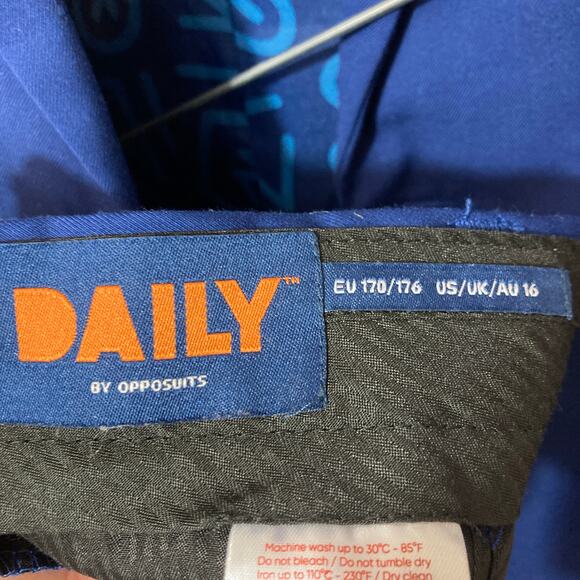 DAILY™
BY OPPOSUITS
EU 170/176 US/UK/AU 16
Machine wash up to 30°C - 85°F
Do not bleach / Do not tumble dry
Iron up to 110°C - 230°F / Dry clean